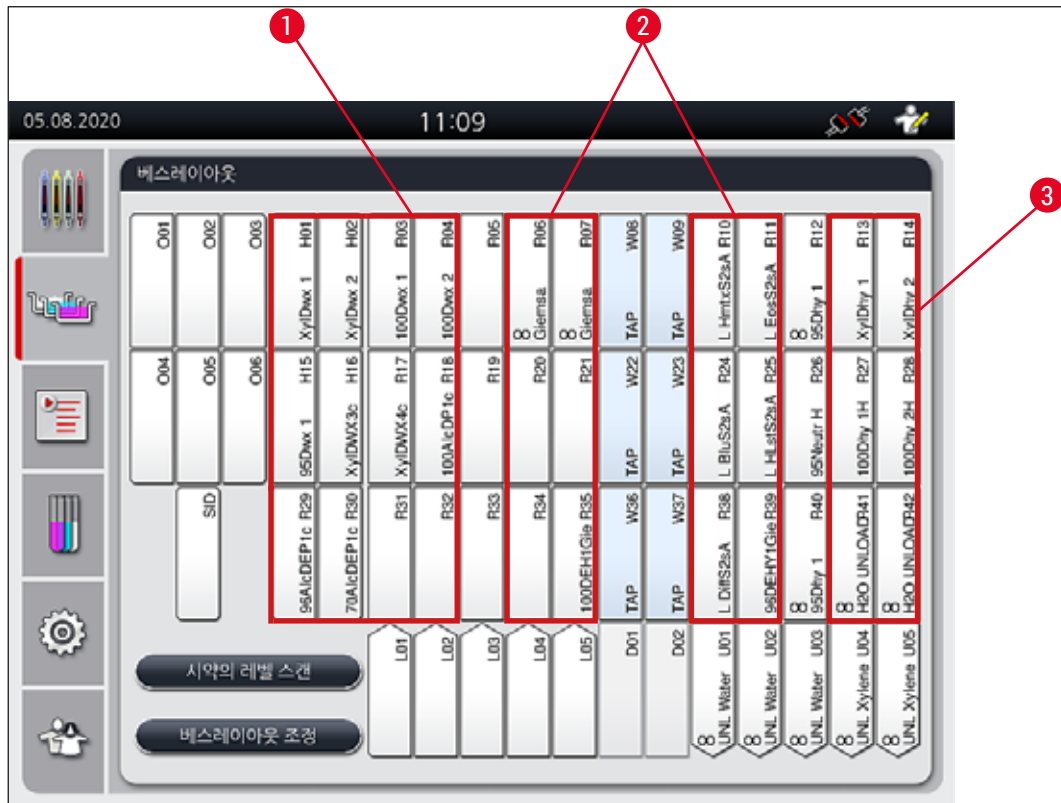 1
2
3
05.08.2020
11:09
베스레이아웃
O01
O02
O03
XylDwx 1 H01
XylDwx 2 H02
100Dwx 1 R03
100Dwx 2 R04
R05
∞ Giemsa R06
∞ Giemsa R07
TAP W08
TAP W09
L HmtxS2sA R10
L EosS2sA R11
∞ 95Dhy 1 R12
XylDhy 1 R13
XylDhy 2 R14
O04
O05
O06
95Dwx 1 H15
XylDWX3c H16
XylDWX4c R17
100AlcDP1c R18
R19
R20
R21
TAP W22
TAP W23
L BluS2sA R24
L HLstS2sA R25
95Neutr H R26
100Dhy 1H R27
100Dhy 2H R28
SID
96AlcDEP1c R29
70AlcDEP1c R30
R31
R32
R33
R34
100DEH1Gie R35
TAP W36
TAP W37
L DiffS2sA R38
96DEHY1Gie R39
∞ 95Dhy 1 R40
∞ H2O UNLOAD R41
∞ H2O UNLOAD R42
시약의 레벨 스캔
베스레이아웃 조정
L01
L02
L03
L04
L05
D01
D02
∞ UNL Water U01
∞ UNL Water U02
∞ UNL Water U03
∞ UNL Xylene U04
∞ UNL Xylene U05